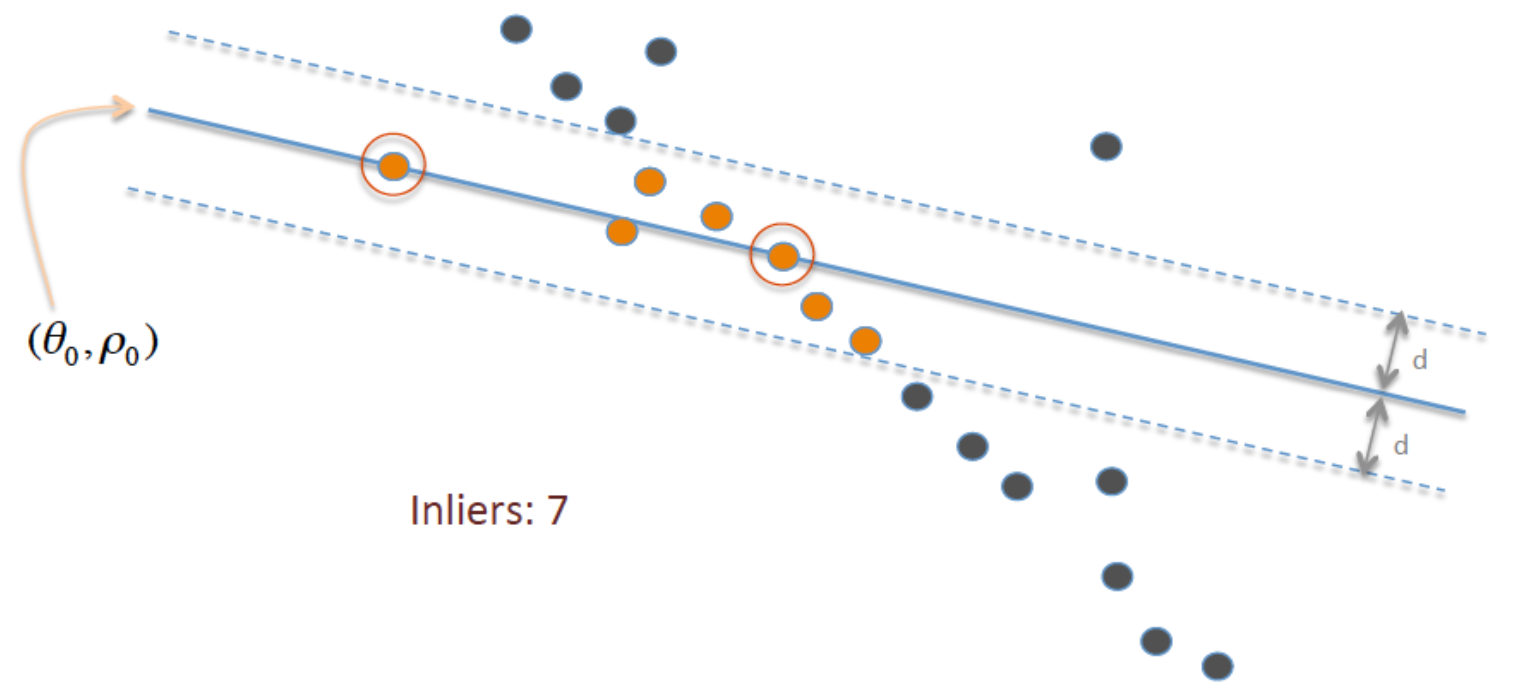 (θ₀,ρ₀)
d
d
Inliers: 7